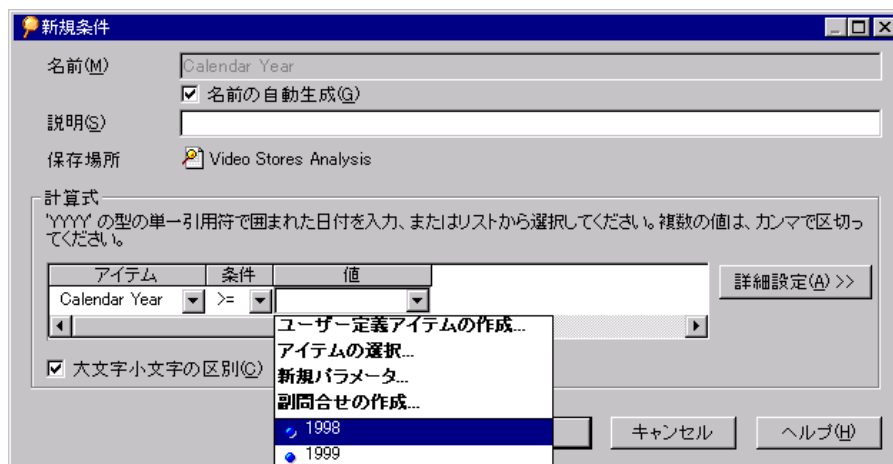 新規条件
名前(M)
Calendar Year
名前の自動生成(G)
説明(S)
保存場所
Video Stores Analysis
計算式
'YYYY' の型の単一引用符で囲まれた日付を入力、またはリストから選択してください。複数の値は、カンマで区切っ
てください。
アイテム 条件 値
Calendar Year >=
詳細設定(A) >>
ユーザー定義アイテムの作成...
アイテムの選択...
大文字小文字の区別(C)
新規パラメータ...
副問合せの作成...
1998
キャンセル
ヘルプ(H)
1999